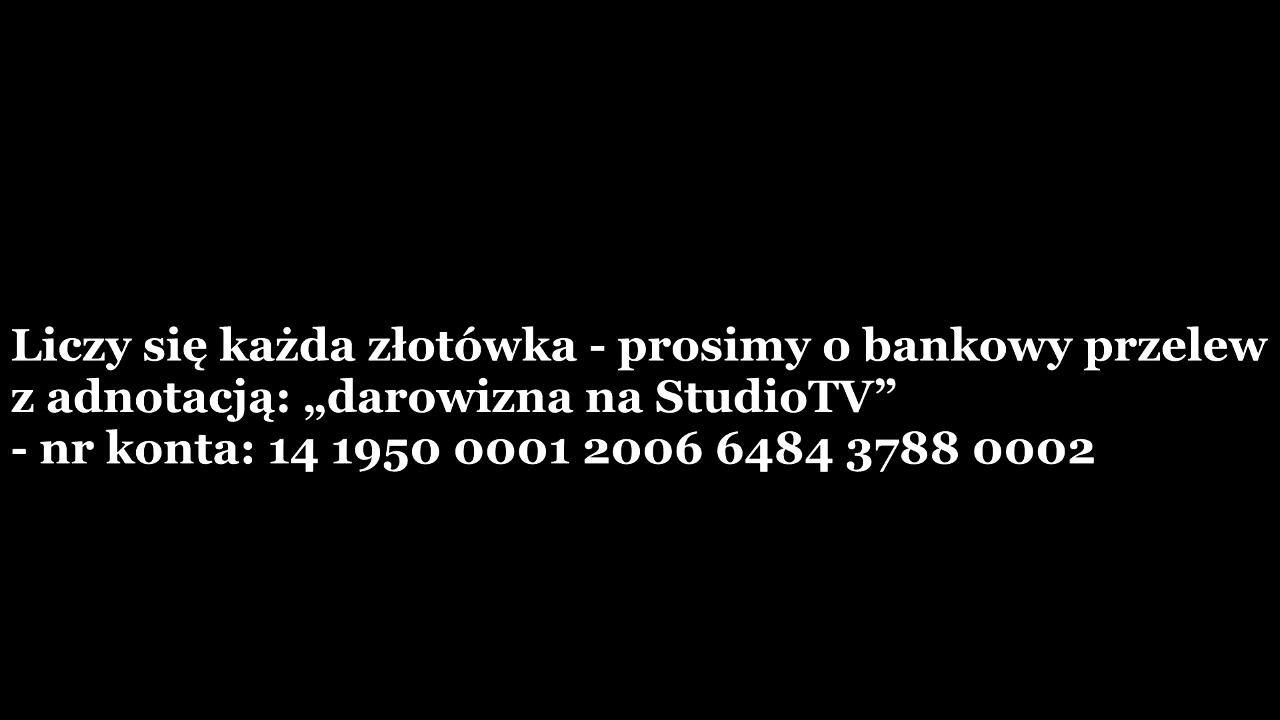 Liczy się każda złotówka - prosimy o bankowy przelew
z adnotacją: „darowizna na StudioTV”
- nr konta: 14 1950 0001 2006 6484 3788 0002